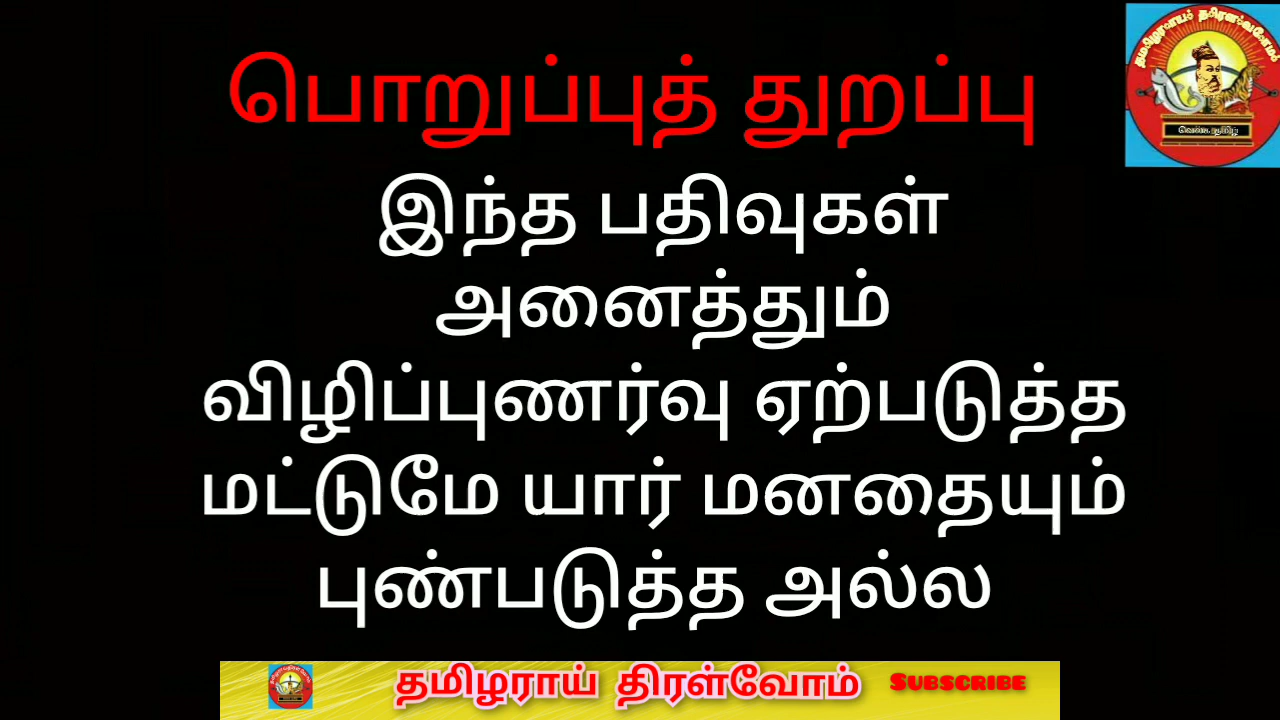 பொறுப்புத் துறப்பு
இந்த பதிவுகள்
அனைத்தும்
விழிப்புணர்வு ஏற்படுத்த
மட்டுமே யார் மனதையும்
புண்படுத்த அல்ல
தமிழராய் திரள்வோம் SUBSCRIBE